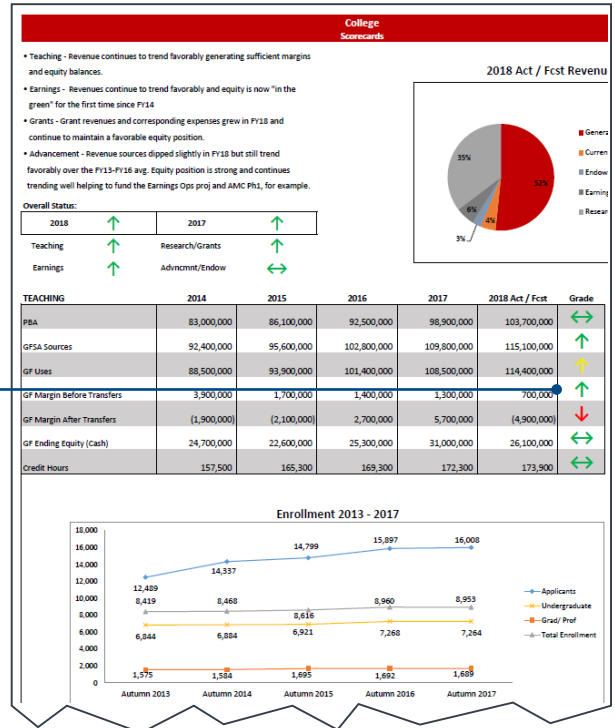 College
Scorecards
• Teaching - Revenue continues to trend favorably generating sufficient margins
and equity balances.
• Earnings - Revenues continue to trend favorably and equity is now "in the
green" for the first time since FY14
• Grants - Grant revenues and corresponding expenses grew in FY18 and
continue to maintain a favorable equity position.
• Advancement - Revenue sources dipped slightly in FY18 but still trend
favorably over the FY13-FY16 avg. Equity position is strong and continues
trending well helping to fund the Earnings Ops proj and AMC Ph1, for example.
2018 Act / Fcst Revenu
35%
53%
6%
4%
3%
Genera
Curren
Endow
Earning
Resear
Overall Status:
2018 ↑ 2017 ↑
Teaching ↑ Research/Grants ↑
Earnings ↑ Advncmnt/Endow ↔
TEACHING 2014 2015 2016 2017 2018 Act / Fcst Grade
PBA 83,000,000 86,100,000 92,500,000 98,900,000 103,700,000 ↔
GFSA Sources 92,400,000 95,600,000 102,800,000 109,800,000 115,100,000 ↑
GF Uses 88,500,000 93,900,000 101,400,000 108,500,000 114,400,000 ↑
GF Margin Before Transfers 3,900,000 1,700,000 1,400,000 1,300,000 700,000 ↑
GF Margin After Transfers (1,900,000) (2,100,000) 2,700,000 5,700,000 (4,900,000) ↓
GF Ending Equity (Cash) 24,700,000 22,600,000 25,300,000 31,000,000 26,100,000 ↔
Credit Hours 157,500 165,300 169,300 172,300 173,900 ↔
Enrollment 2013 - 2017
18,000
16,000
14,000
12,000
10,000
8,000
6,000
4,000
2,000
0
12,489 14,337 14,799 15,897 16,008
8,419 8,468 8,616 8,960 8,953
6,844 6,884 6,921 7,268 7,264
1,575 1,584 1,695 1,692 1,689
Autumn 2013 Autumn 2014 Autumn 2015 Autumn 2016 Autumn 2017
Applicants
Undergraduate
Grad/ Prof
Total Enrollment